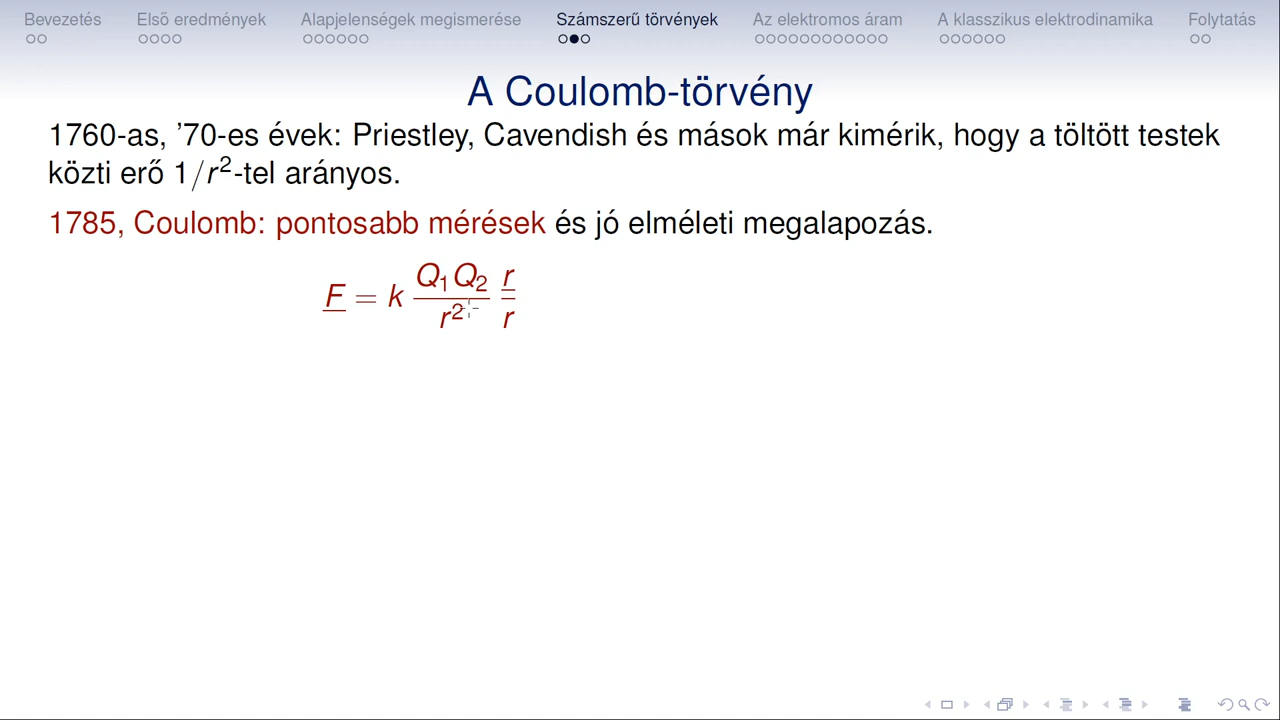 Bevezetés Első eredmények Alapjelenségek megismerése Számszerű törvények Az elektromos áram A klasszikus elektrodinamika Folytatás
A Coulomb-törvény
1760-as, '70-es évek: Priestley, Cavendish és mások már kimérik, hogy a töltött testek
közti erő 1/r²-tel arányos.
1785, Coulomb: pontosabb mérések és jó elméleti megalapozás.
F = k Q₁Q₂/r² r/r